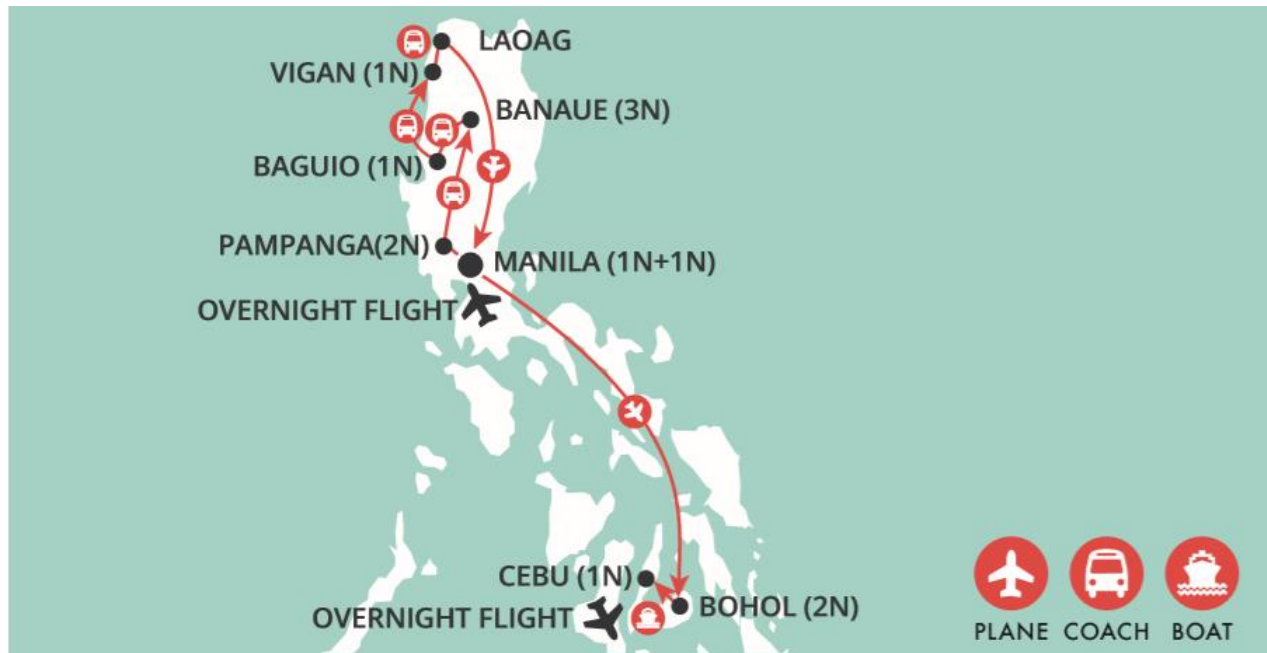 LAOAG
VIGAN (1N)
BANAUE (3N)
BAGUIO (1N)
PAMPANGA(2N)
MANILA (1N+1N)
OVERNIGHT FLIGHT
CEBU (1N)
BOHOL (2N)
OVERNIGHT FLIGHT
PLANE COACH BOAT